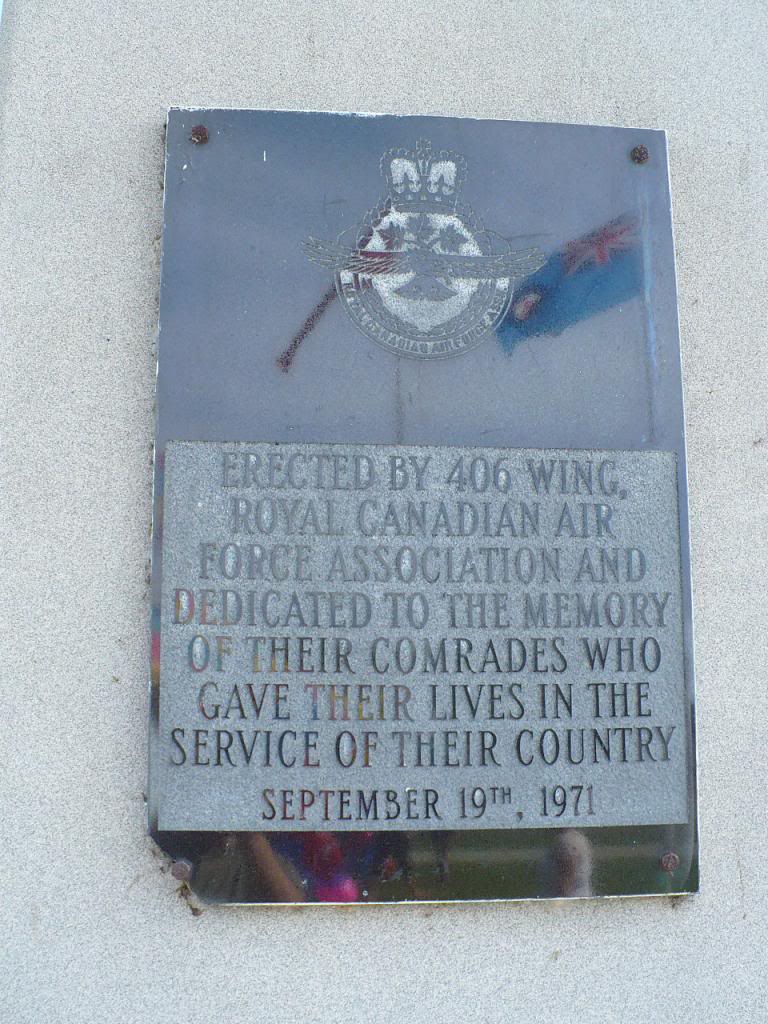 ERECTED BY 406 WING,
ROYAL CANADIAN AIR
FORCE ASSOCIATION AND
DEDICATED TO THE MEMORY
OF THEIR COMRADES WHO
GAVE THEIR LIVES IN THE
SERVICE OF THEIR COUNTRY
SEPTEMBER 19TH, 1971